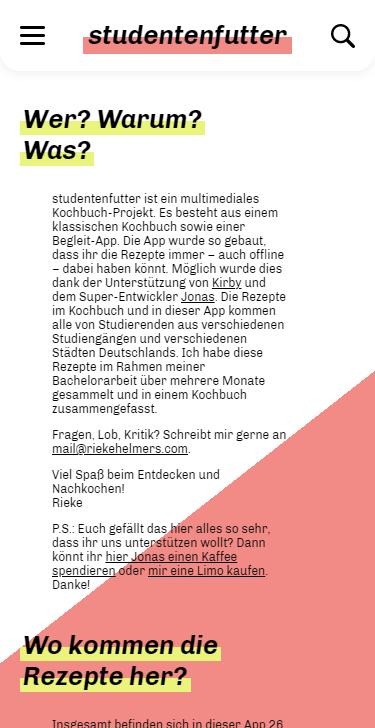 studentenfutter
Wer? Warum?
Was?
studentenfutter ist ein multimediales
Kochbuch-Projekt. Es besteht aus einem
klassischen Kochbuch sowie einer
Begleit-App. Die App wurde so gebaut,
dass ihr die Rezepte immer – auch offline
– dabei haben könnt. Möglich wurde dies
dank der Unterstützung von Kirby und
dem Super-Entwickler Jonas. Die Rezepte
im Kochbuch und in dieser App kommen
alle von Studierenden aus verschiedenen
Studiengängen und verschiedenen
Städten Deutschlands. Ich habe diese
Rezepte im Rahmen meiner
Bachelorarbeit über mehrere Monate
gesammelt und in einem Kochbuch
zusammengefasst.
Fragen, Lob, Kritik? Schreibt mir gerne an
mail@riekehelmers.com.
Viel Spaß beim Entdecken und
Nachkochen!
Rieke
P.S.: Euch gefällt das hier alles so sehr,
dass ihr uns unterstützen wollt? Dann
könnt ihr hier Jonas einen Kaffee
spendieren oder mir eine Limo kaufen.
Danke!
Wo kommen die
Rezepte her?
Insgesamt befinden sich in dieser App 26